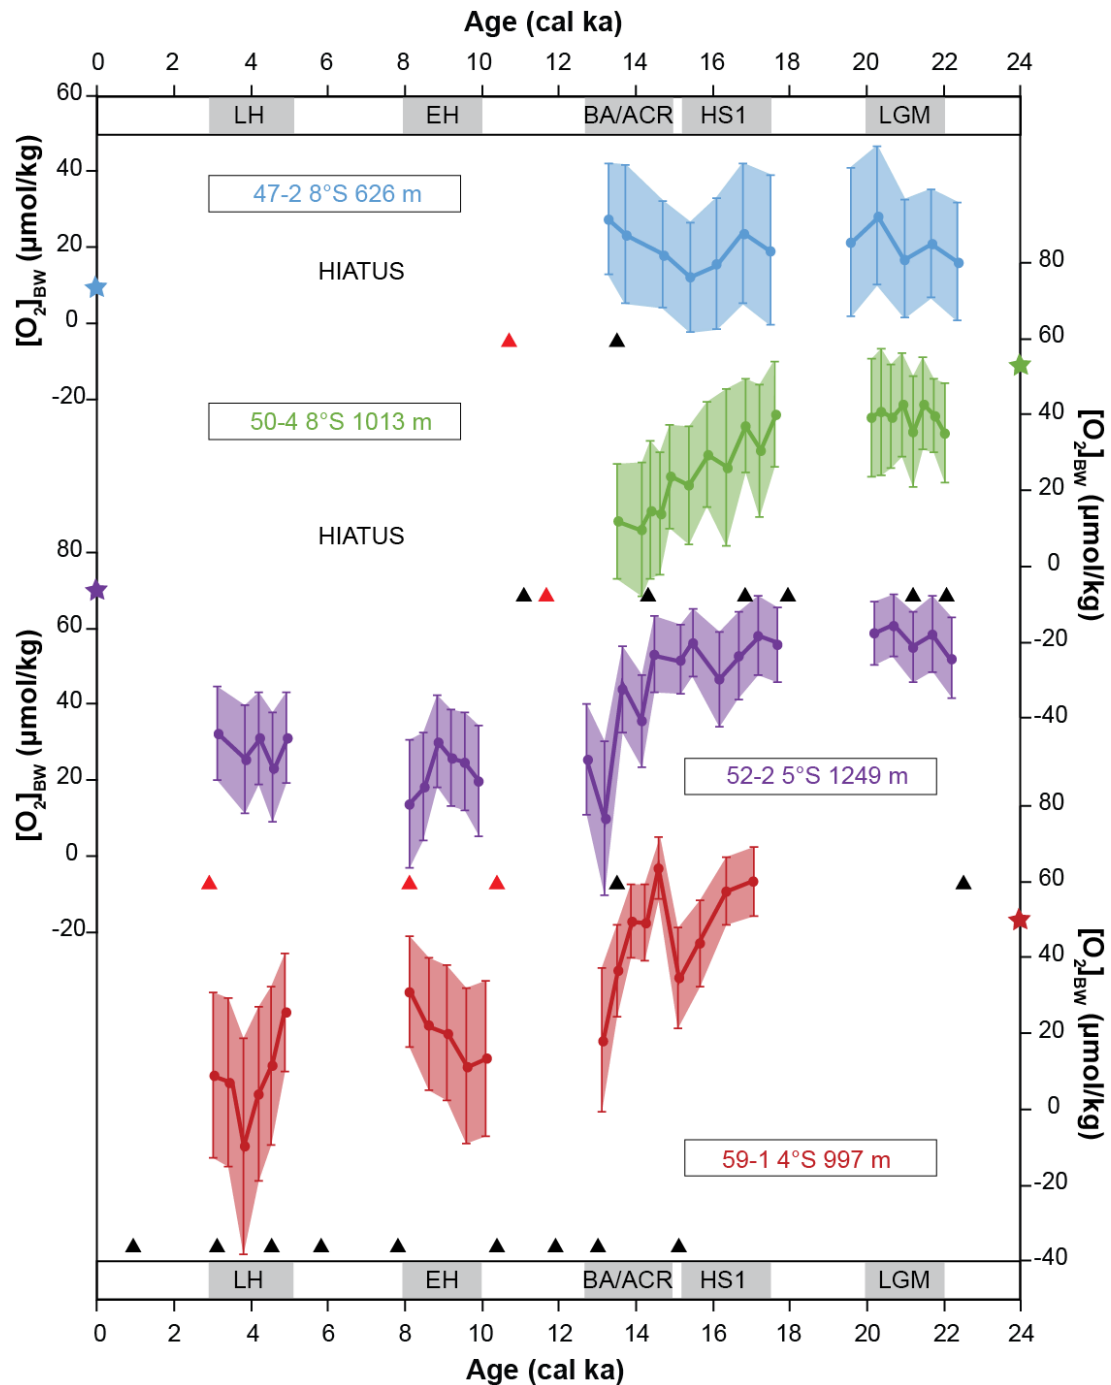 Age (cal ka)
0 2 4 6 8 10 12 14 16 18 20 22 24
LH EH BA/ACR HS1 LGM
60
40
20
0
-20
[O₂]BW (µmol/kg)
47-2 8°S 626 m
HIATUS
80
60
40
20
0
-20
-40
[O₂]BW (µmol/kg)
50-4 8°S 1013 m
HIATUS
80
60
40
20
0
-20
[O₂]BW (µmol/kg)
52-2 5°S 1249 m
80
60
40
20
0
-20
-40
[O₂]BW (µmol/kg)
59-1 4°S 997 m
LH EH BA/ACR HS1 LGM
0 2 4 6 8 10 12 14 16 18 20 22 24
Age (cal ka)